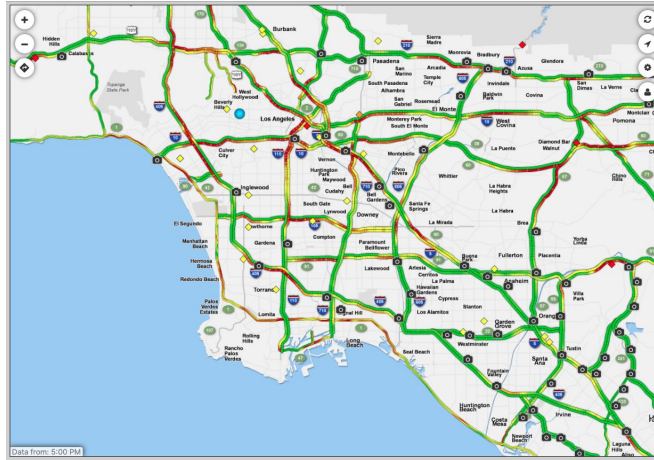 Burbank
Sierra
Madre
Hidden
Hills
Calabasas
Pasadena
Monrovia
Bradbury
Glendora
Arcadia
Azusa
San
Marino
Alhambra
Temple
City
Irwindale
Baldwin
Park
San
Dimas
La Verne
Topanga
State Park
West
Hollywood
South Pasadena
Covina
Claremont
Beverly
Hills
San
Gabriel
Rosemead
El Monte
Los Angeles
Monterey Park
South El Monte
West
Covina
Pomona
Montclair
Culver
City
Vernon
Montebello
La Puente
Diamond Bar
Walnut
Huntington
Park
Maywood
Bell
Cudahy
Pico
Rivera
Bell
Gardens
Whittier
Chino
Hills
Inglewood
South Gate
Lynwood
Downey
Santa Fe
Springs
La Habra
Heights
La Habra
El Segundo
Hawthorne
La Mirada
Brea
Manhattan
Beach
Gardena
Compton
Paramount
Bellflower
Yorba
Linda
Hermosa
Beach
Lakewood
Artesia
Cerritos
Buena
Park
Fullerton
Placentia
Redondo Beach
La Palma
Anaheim
Torrance
Hawaiian
Gardens
Cypress
Villa
Park
Palos
Verdes
Estates
Lomita
Signal Hill
Los Alamitos
Stanton
Orange
Rolling
Hills
Garden
Grove
Rancho
Palos
Verdes
Long
Beach
Seal Beach
Westminster
Tustin
Santa
Ana
Fountain
Valley
Huntington
Beach
Irvine
Costa
Mesa
Newport
Beach
Laguna
Hills
Data from: 5:00 PM